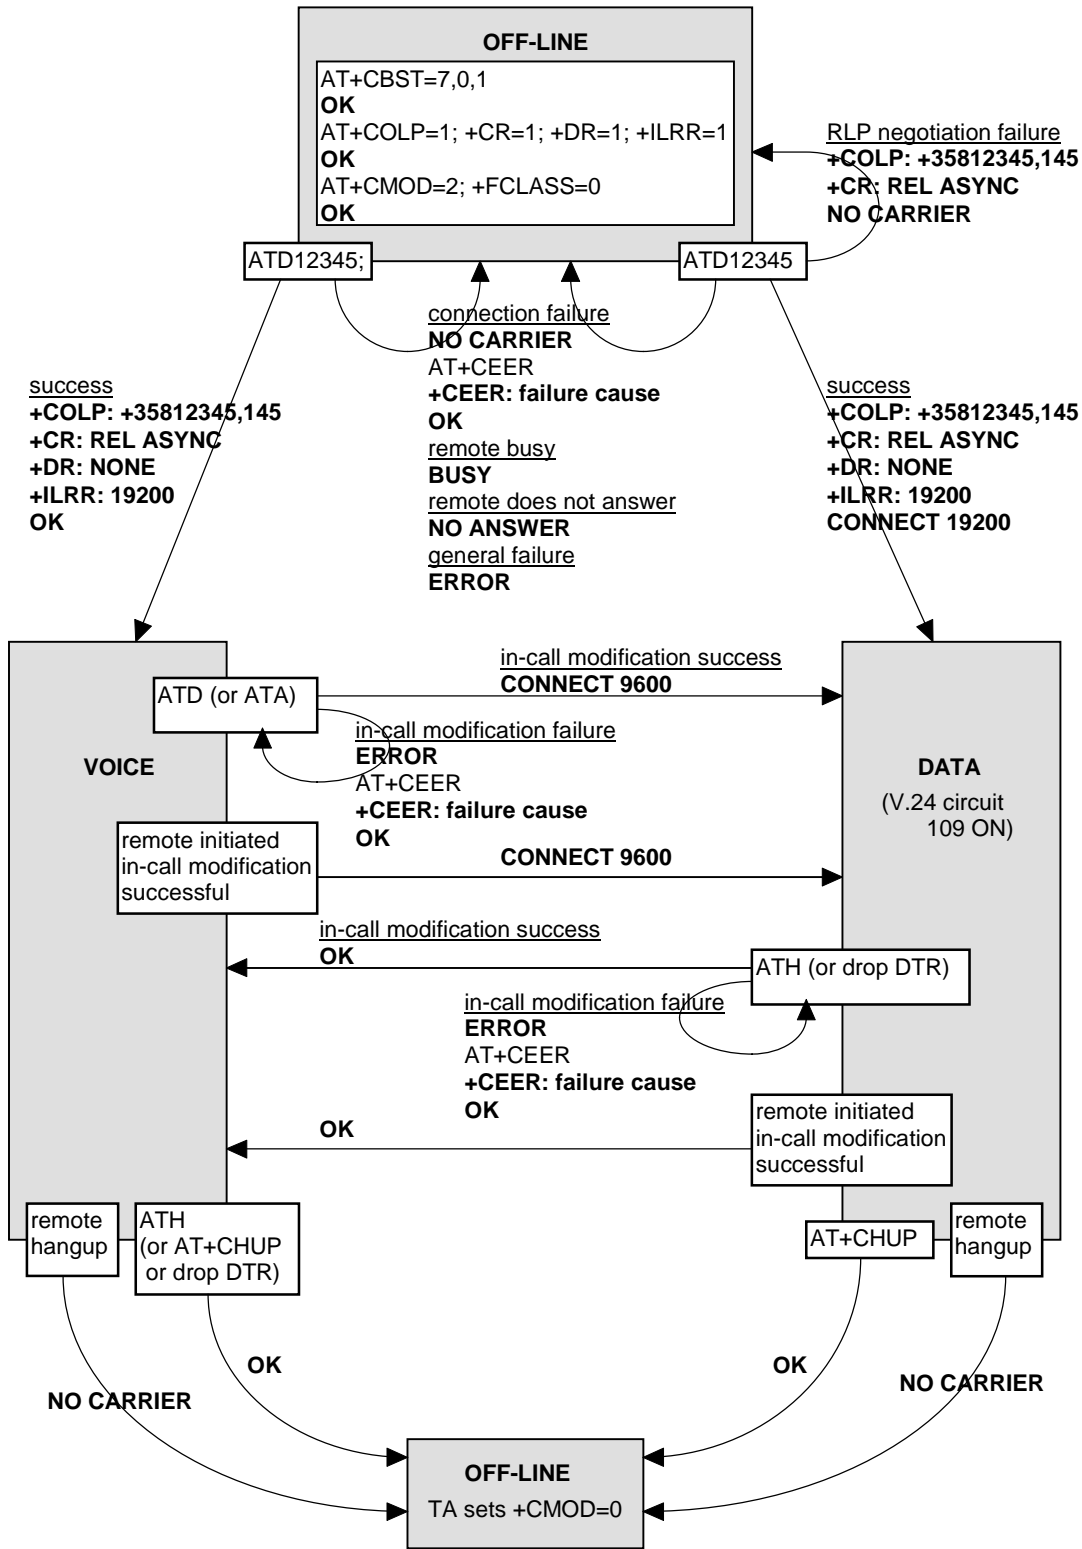 OFF-LINE
AT+CBST=7,0,1
OK
AT+COLP=1; +CR=1; +DR=1; +ILRR=1
OK
AT+CMOD=2; +FCLASS=0
OK
RLP negotiation failure
+COLP: +35812345,145
+CR: REL ASYNC
NO CARRIER
ATD12345;
ATD12345
connection failure
NO CARRIER
AT+CEER
+CEER: failure cause
OK
remote busy
BUSY
remote does not answer
NO ANSWER
general failure
ERROR
success
+COLP: +35812345,145
+CR: REL ASYNC
+DR: NONE
+ILRR: 19200
OK
success
+COLP: +35812345,145
+CR: REL ASYNC
+DR: NONE
+ILRR: 19200
CONNECT 19200
VOICE
ATD (or ATA)
in-call modification success
CONNECT 9600
in-call modification failure
ERROR
AT+CEER
+CEER: failure cause
OK
DATA
(V.24 circuit
109 ON)
remote initiated
in-call modification
successful
CONNECT 9600
in-call modification success
OK
ATH (or drop DTR)
in-call modification failure
ERROR
AT+CEER
+CEER: failure cause
OK
remote initiated
in-call modification
successful
OK
remote
hangup
ATH
(or AT+CHUP
or drop DTR)
AT+CHUP
remote
hangup
OK
OK
NO CARRIER
NO CARRIER
OFF-LINE
TA sets +CMOD=0